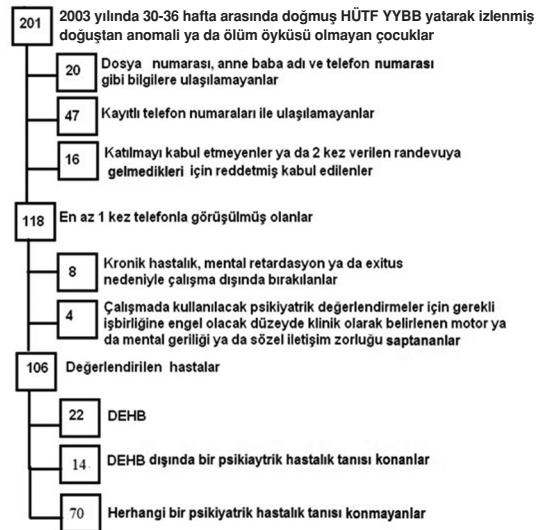 201 2003 yılında 30-36 hafta arasında doğmuş HÜTF YYBB yatarak izlenmiş
doğuştan anomali ya da ölüm öyküsü olmayan çocuklar
20 Dosya numarası, anne baba adı ve telefon numarası
gibi bilgilere ulaşılamayanlar
47 Kayıtlı telefon numaraları ile ulaşılamayanlar
16 Katılmayı kabul etmeyenler ya da 2 kez verilen randevuya
gelmedikleri için reddetmiş kabul edilenler
118 En az 1 kez telefonla görüşülmüş olanlar
8 Kronik hastalık, mental retardasyon ya da exitus
nedeniyle çalışma dışında bırakılanlar
4 Çalışmada kullanılacak psikiyatrik değerlendirmeler için gerekli
işbirliğine engel olacak düzeyde klinik olarak belirlenen motor ya
da mental geriliği ya da sözel iletişim zorluğu saptananlar
106 Değerlendirilen hastalar
22 DEHB
14 DEHB dışında bir psikiaytrik hastalık tanısı konanlar
70 Herhangi bir psikiyatrik hastalık tanısı konmayanlar